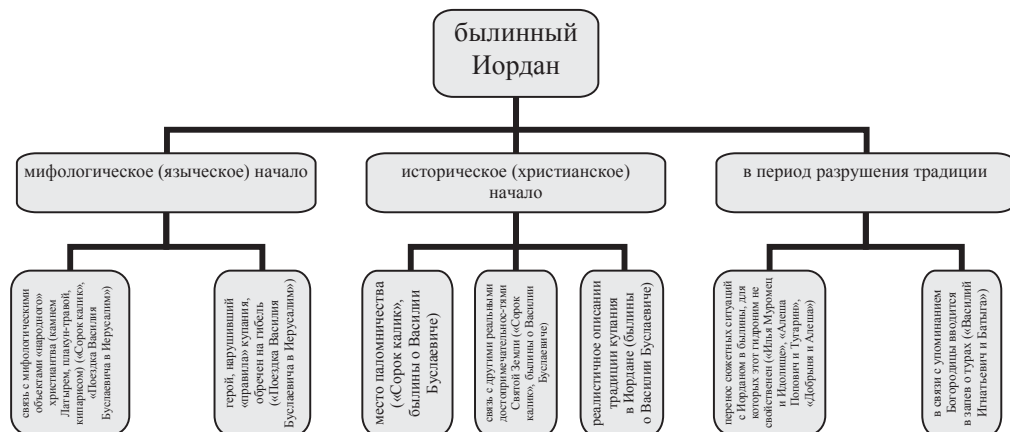 былинный
Иордан
мифологическое (языческое) начало
историческое (христианское)
начало
в период разрушения традиции
связь с мифологическими
объектами «народного»
христианства (камнем
Латырем, плакун-травой,
кипарисом) («Сорок калик»,
«Поездка Василия
Буслаевича в Иерусалим»)
герой, нарушивший
«правила» купания,
обречен на гибель
(«Поездка Василия
Буслаевича в Иерусалим»)
место паломничества
(«Сорок калик»,
былины о Василии
Буслаевиче)
связь с другими реальными
достопримечательнос-тями
Святой Земли («Сорок
калик», былины о Василии
Буслаевиче)
реалистичное описании
традиции купания
в Иордане (былины
о Василии Буслаевиче)
перенос сюжетных ситуаций
с Иорданом в былины, для
которых этот гидроним не
свойственен («Илья Муромец
и Идолище», «Алеша
Попович и Тугарин»,
«Добрыня и Алеша»)
в связи с упоминанием
Богородицы вводится
в запев о турах («Василий
Игнатьевич и Батыга»)